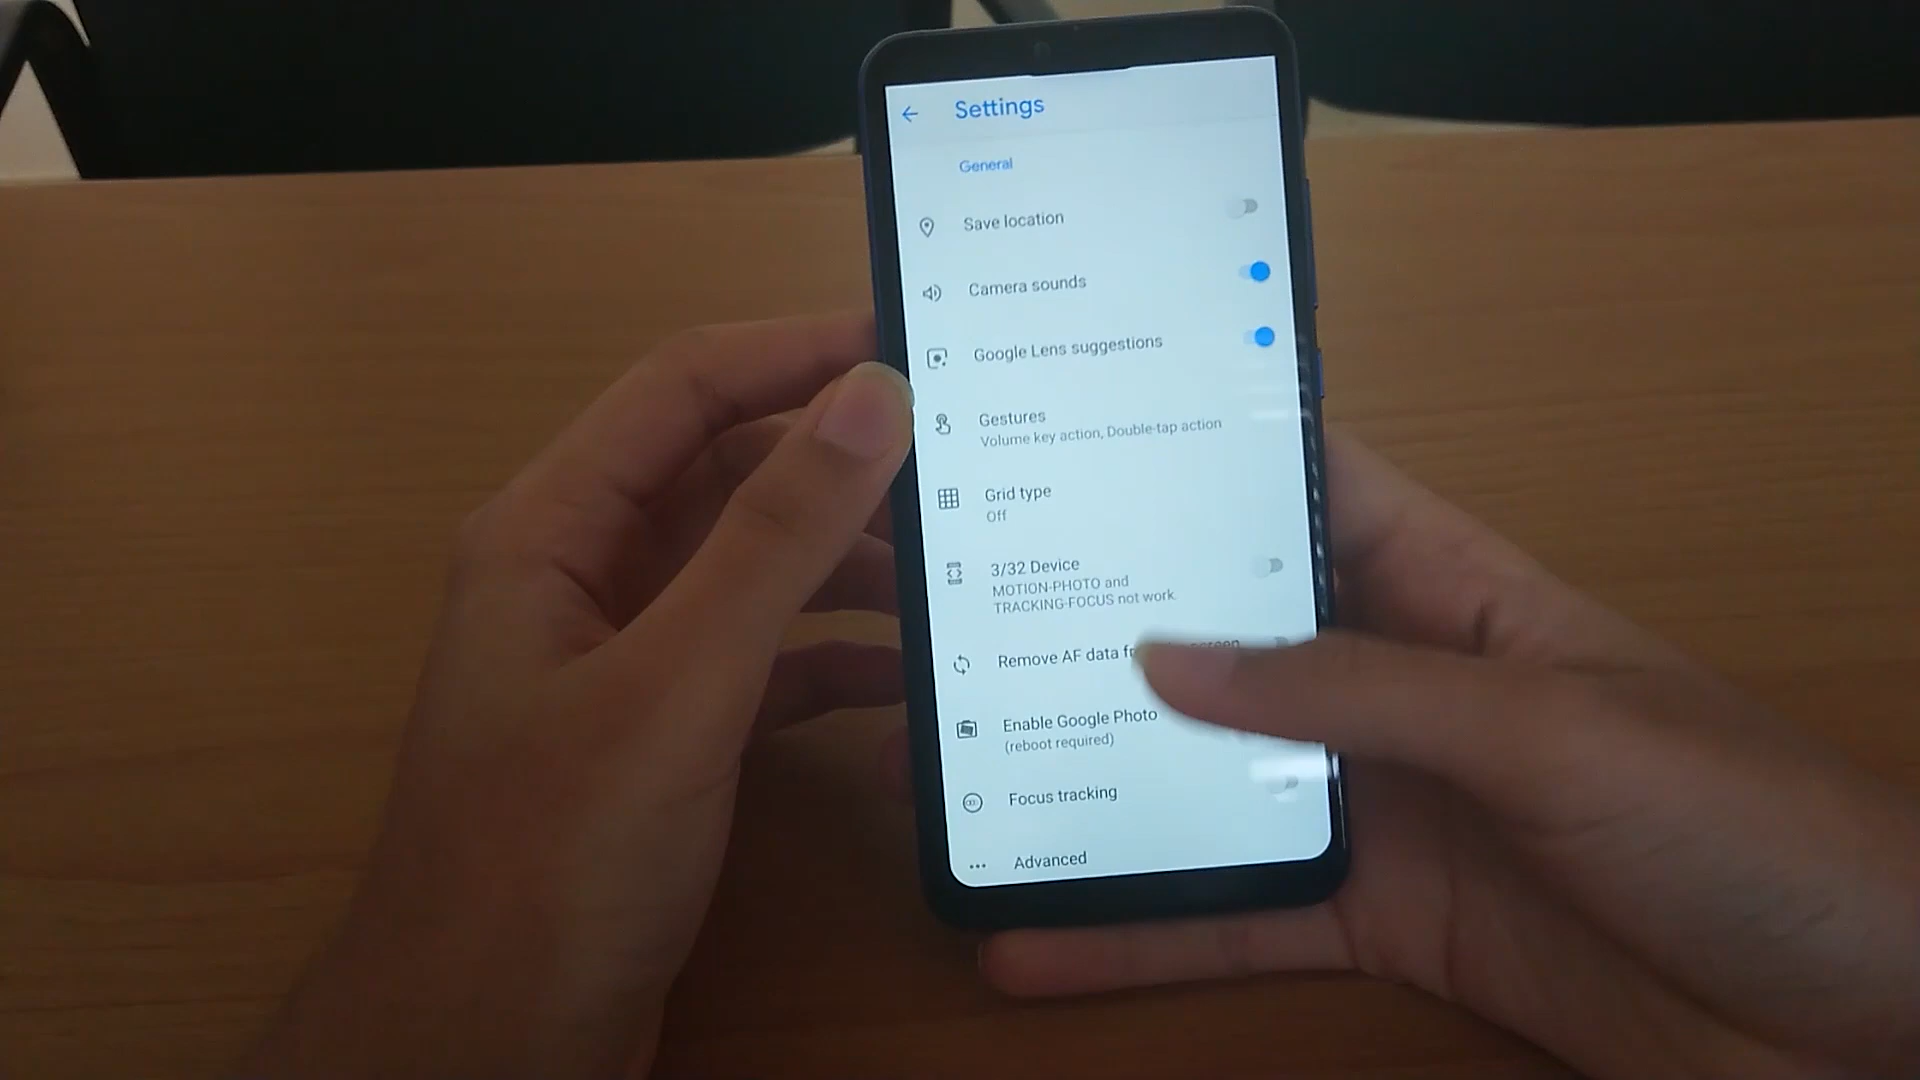 Settings
General
Save location
Camera sounds
Google Lens suggestions
Gestures
Volume key action, Double-tap action
Grid type
Off
3/32 Device
MOTION-PHOTO and
TRACKING-FOCUS not work.
Remove AF data screen
Enable Google Photo
(reboot required)
Focus tracking
Advanced